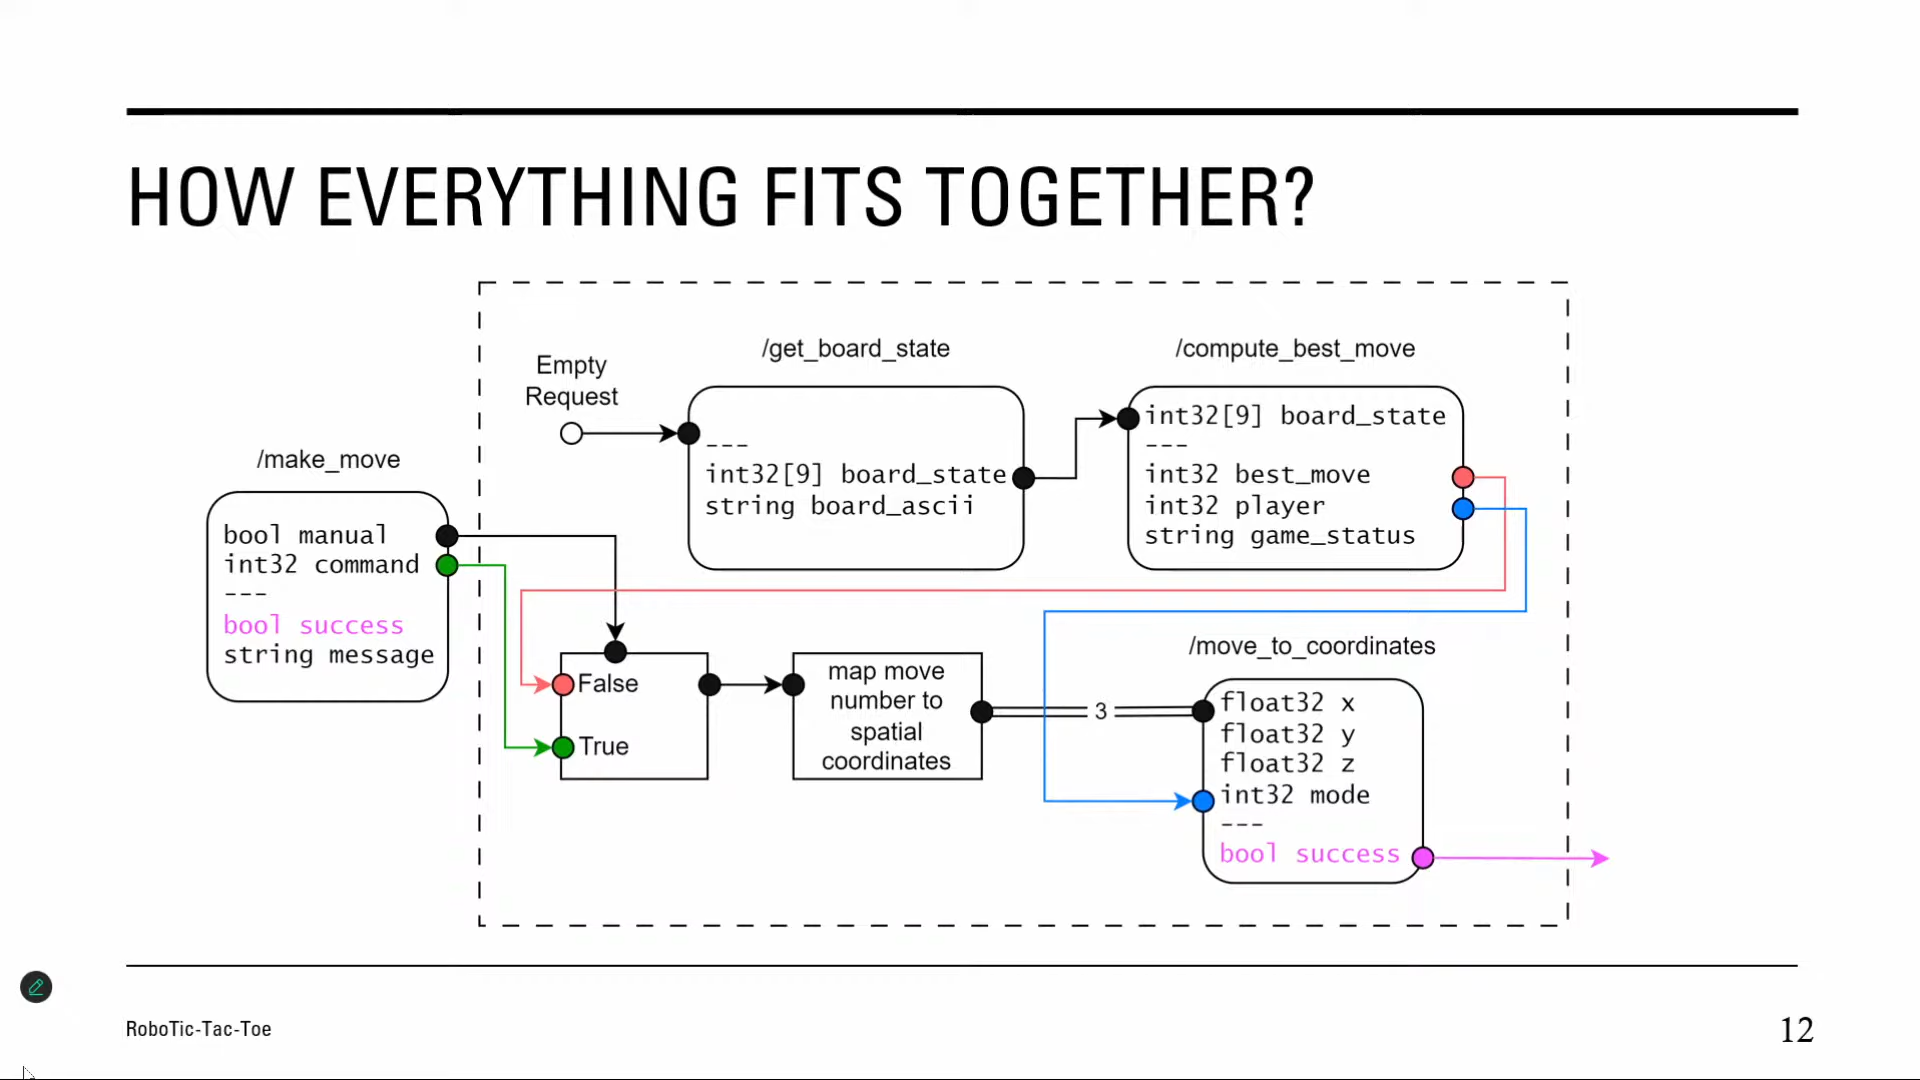 HOW EVERYTHING FITS TOGETHER?
Empty
Request
/get_board_state
---
int32[9] board_state
string board_ascii
/compute_best_move
int32[9] board_state
---
int32 best_move
int32 player
string game_status
/make_move
bool manual
int32 command
---
bool success
string message
False
True
map move
number to
spatial
coordinates
3
/move_to_coordinates
float32 x
float32 y
float32 z
int32 mode
---
bool success
RoboTic-Tac-Toe
12